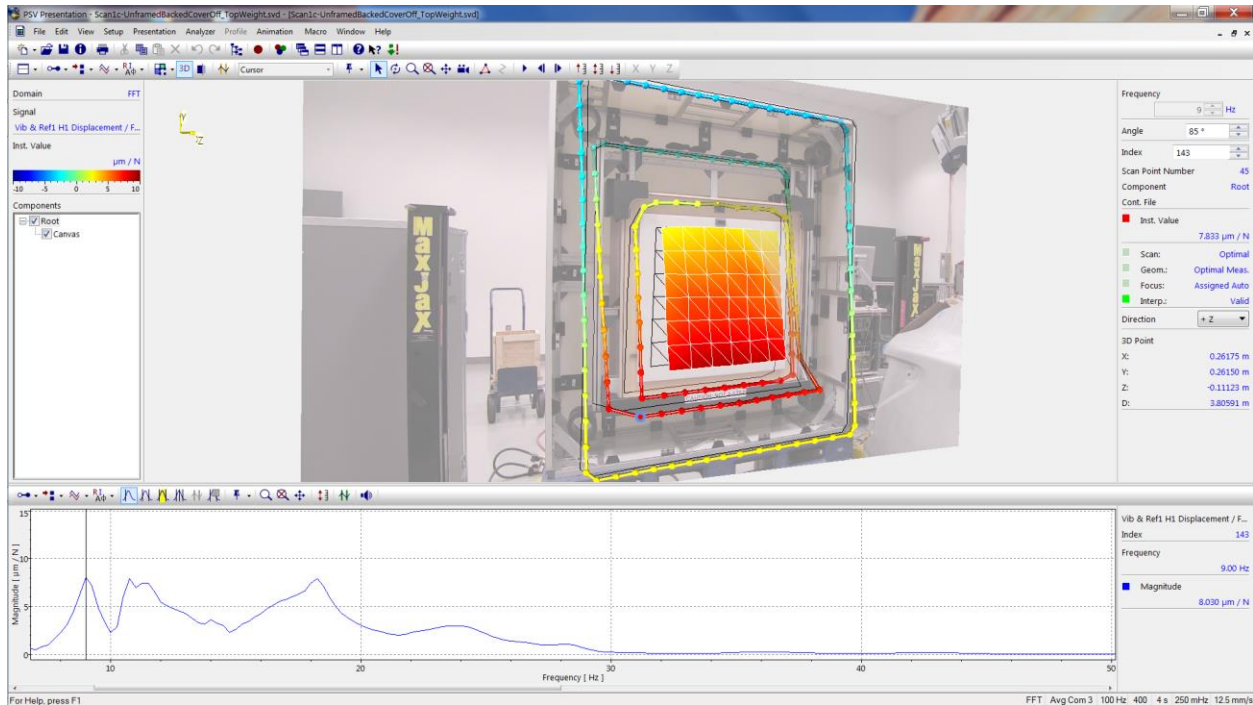 PSV Presentation - Scan1c-UnframedBackedCoverOff_TopWeight.svd - [Scan1c-UnframedBackedCoverOff_TopWeight.svd]
File Edit View Setup Presentation Analyzer Profile Animation Macro Window Help
3D Cursor X Y Z
Domain FFT
Signal
Vib & Ref1 H1 Displacement / F...
Inst. Value
µm / N
-10 -5 0 5 10
Components
Root
Canvas
Y
Z
MaxJax
MaxJax
Frequency
9 Hz
Angle 85 °
Index 143
Scan Point Number 45
Component Root
Cont. File
Inst. Value
7.833 µm / N
Scan: Optimal
Geom.: Optimal Meas.
Focus: Assigned Auto
Interp.: Valid
Direction + Z
3D Point
X: 0.26175 m
Y: 0.26150 m
Z: -0.11123 m
D: 3.80591 m
Magnitude [ µm / N ]
15
10
5
0
10 20 30 40 50
Frequency [ Hz ]
Vib & Ref1 H1 Displacement / F...
Index 143
Frequency
9.00 Hz
Magnitude
8.030 µm / N
For Help, press F1
FFT Avg Com 3 100 Hz 400 4 s 250 mHz 12.5 mm/s